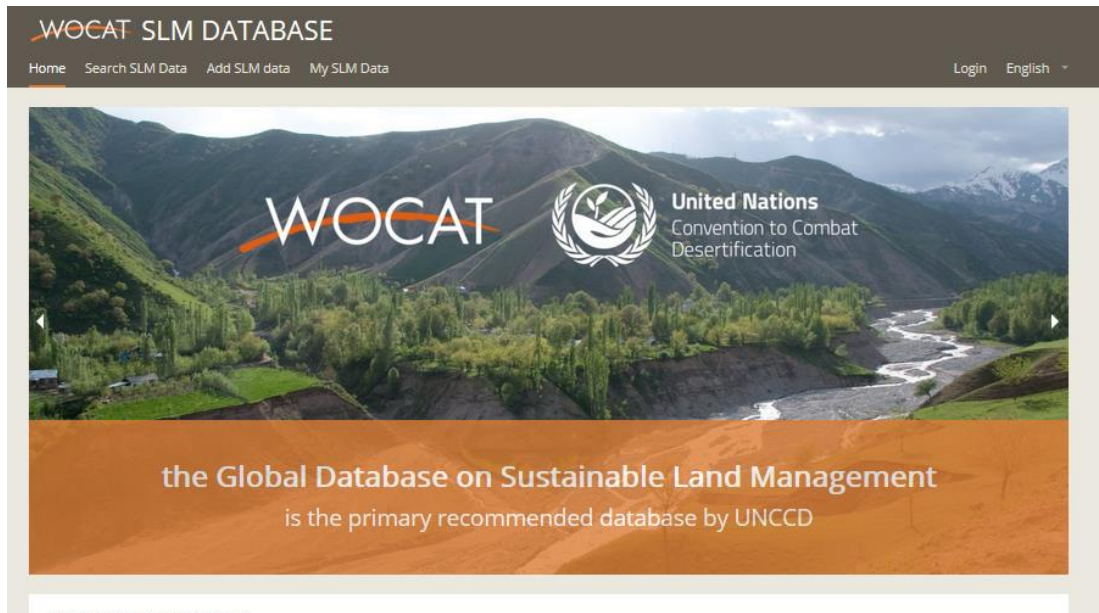 WOCAT SLM DATABASE
Home Search SLM Data Add SLM data My SLM Data Login English
WOCAT
United Nations
Convention to Combat
Desertification
the Global Database on Sustainable Land Management
is the primary recommended database by UNCCD